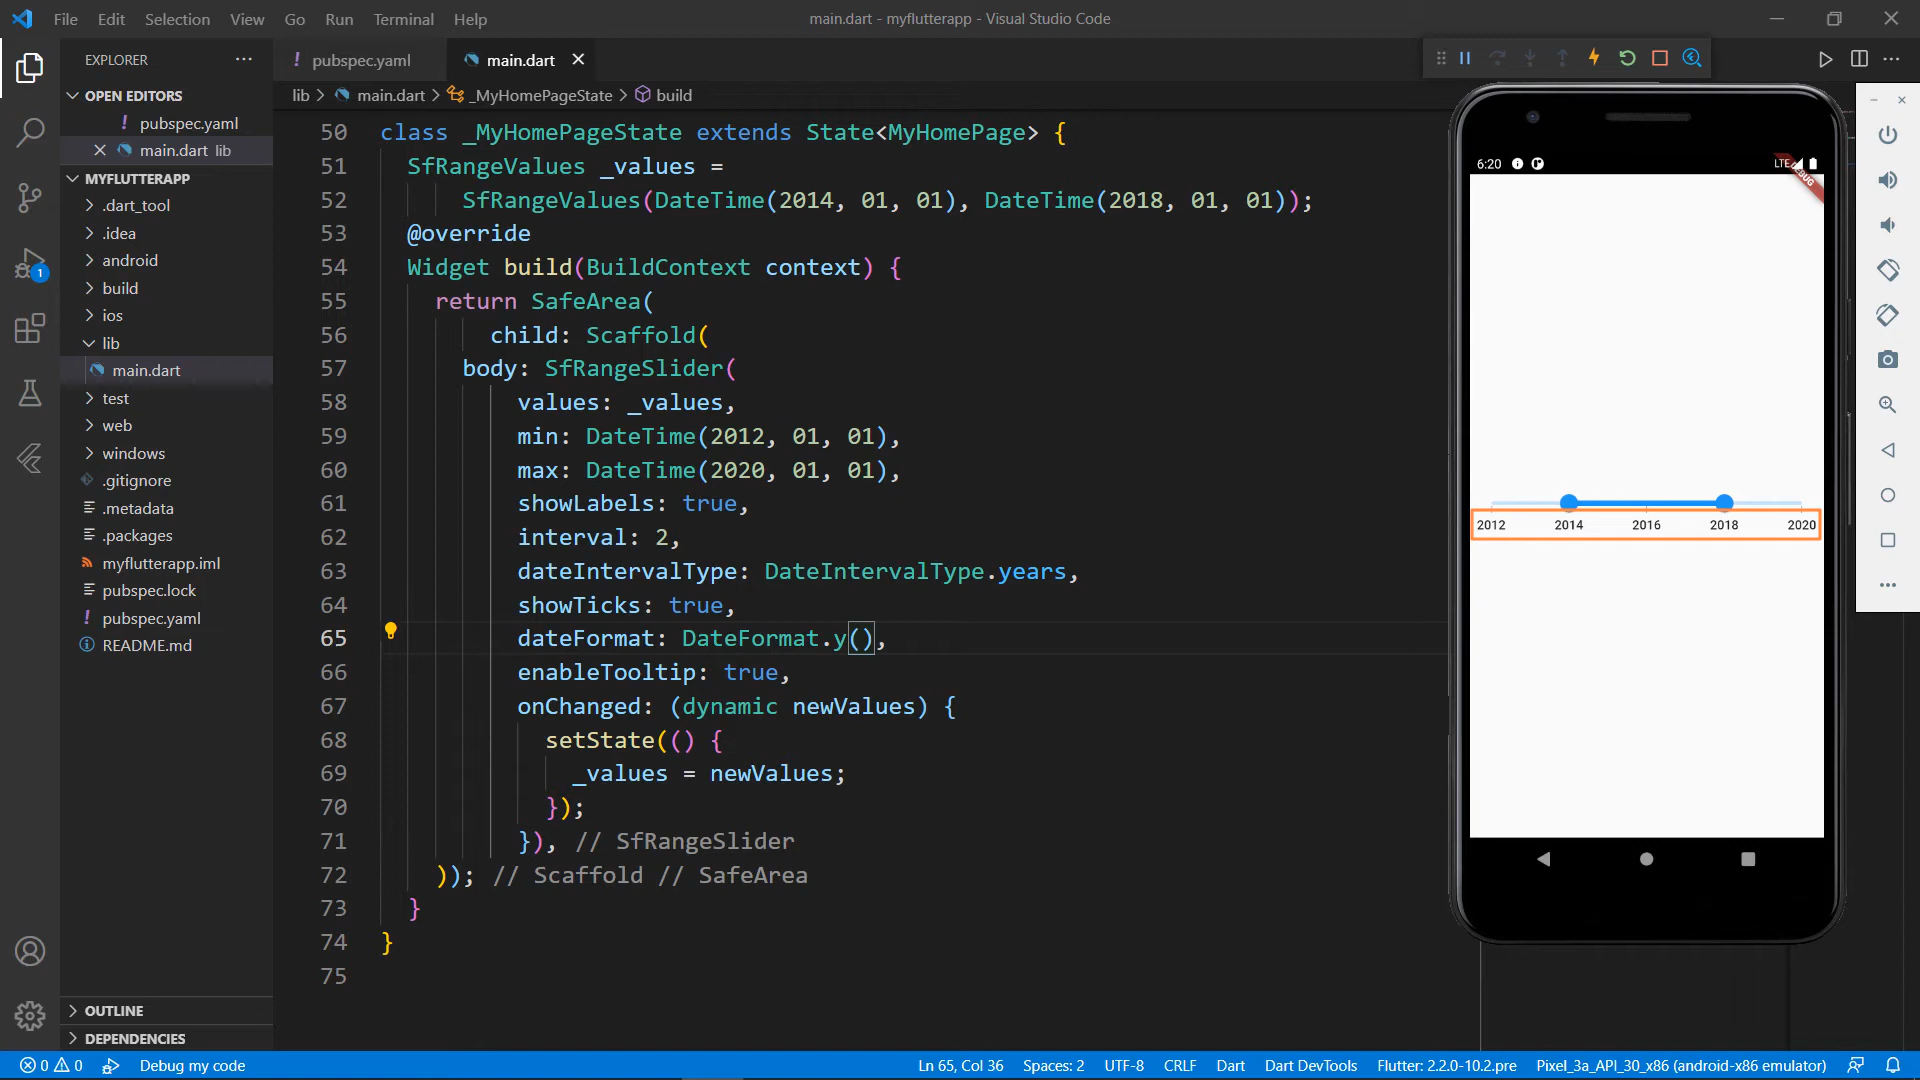 File Edit Selection View Go Run Terminal Help
main.dart - myflutterapp - Visual Studio Code
EXPLORER
OPEN EDITORS
! pubspec.yaml
main.dart lib
MYFLUTTERAPP
.dart_tool
.idea
android
build
ios
lib
main.dart
test
web
windows
.gitignore
.metadata
.packages
myflutterapp.iml
pubspec.lock
! pubspec.yaml
README.md
OUTLINE
DEPENDENCIES
1
! pubspec.yaml
main.dart
lib > main.dart > _MyHomePageState > build
50 class _MyHomePageState extends State<MyHomePage> {
51 SfRangeValues _values =
52 SfRangeValues(DateTime(2014, 01, 01), DateTime(2018, 01, 01));
53 @override
54 Widget build(BuildContext context) {
55 return SafeArea(
56 child: Scaffold(
57 body: SfRangeSlider(
58 values: _values,
59 min: DateTime(2012, 01, 01),
60 max: DateTime(2020, 01, 01),
61 showLabels: true,
62 interval: 2,
63 dateIntervalType: DateIntervalType.years,
64 showTicks: true,
65 dateFormat: DateFormat.y(),
66 enableTooltip: true,
67 onChanged: (dynamic newValues) {
68 setState(() {
69 _values = newValues;
70 });
71 }), // SfRangeSlider
72 )); // Scaffold // SafeArea
73 }
74 }
75
6:20
LTE
DEBUG
2012 2014 2016 2018 2020
0 0 Debug my code
Ln 65, Col 36 Spaces: 2 UTF-8 CRLF Dart Dart DevTools Flutter: 2.2.0-10.2.pre Pixel_3a_API_30_x86 (android-x86 emulator)